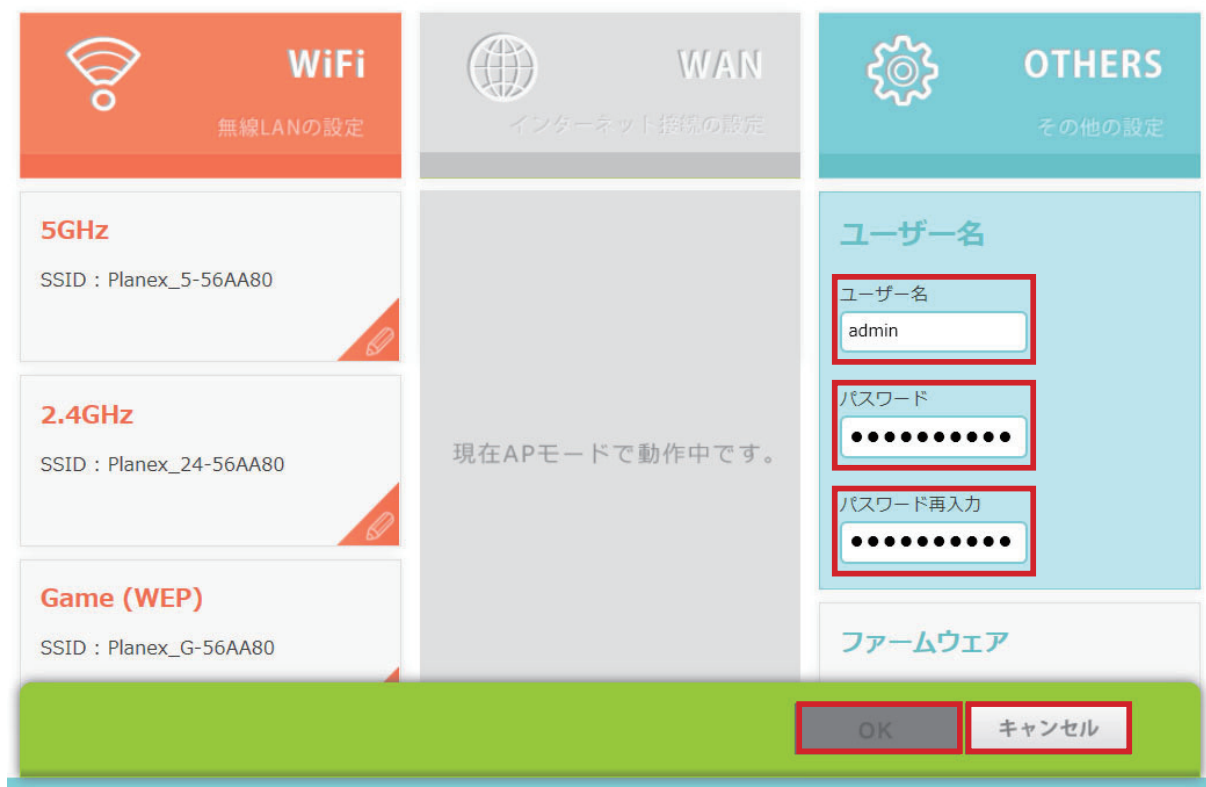 WiFi
無線LANの設定
WAN
インターネット接続の設定
OTHERS
その他の設定
5GHz
SSID : Planex_5-56AA80
2.4GHz
SSID : Planex_24-56AA80
Game (WEP)
SSID : Planex_G-56AA80
現在APモードで動作中です。
ユーザー名
ユーザー名
admin
パスワード
●●●●●●●●●●
パスワード再入力
●●●●●●●●●●
ファームウェア
OK
キャンセル